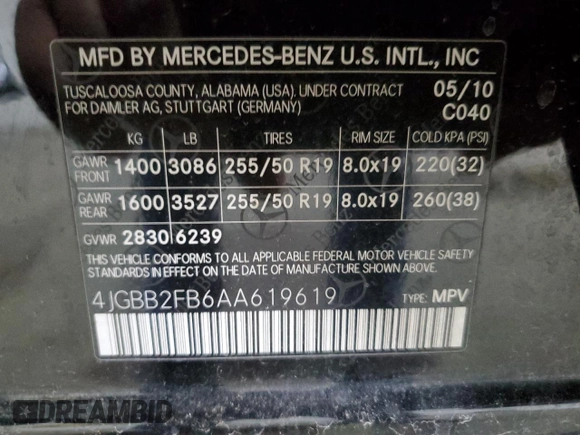 MFD BY MERCEDES-BENZ U.S. INTL., INC
TUSCALOOSA COUNTY, ALABAMA (USA). UNDER CONTRACT 05/10
FOR DAIMLER AG, STUTTGART (GERMANY) C040
KG LB TIRES RIM SIZE COLD KPA (PSI)
GAWR FRONT 1400 3086 255/50 R19 8.0x19 220(32)
GAWR REAR 1600 3527 255/50 R19 8.0x19 260(38)
GVWR 2830 6239
THIS VEHICLE CONFORMS TO ALL APPLICABLE FEDERAL MOTOR VEHICLE SAFETY
STANDARDS IN EFFECT ON THE DATE OF MANUFACTURE SHOWN ABOVE.
4JGBB2FB6AA619619 TYPE: MPV
DREAMBID